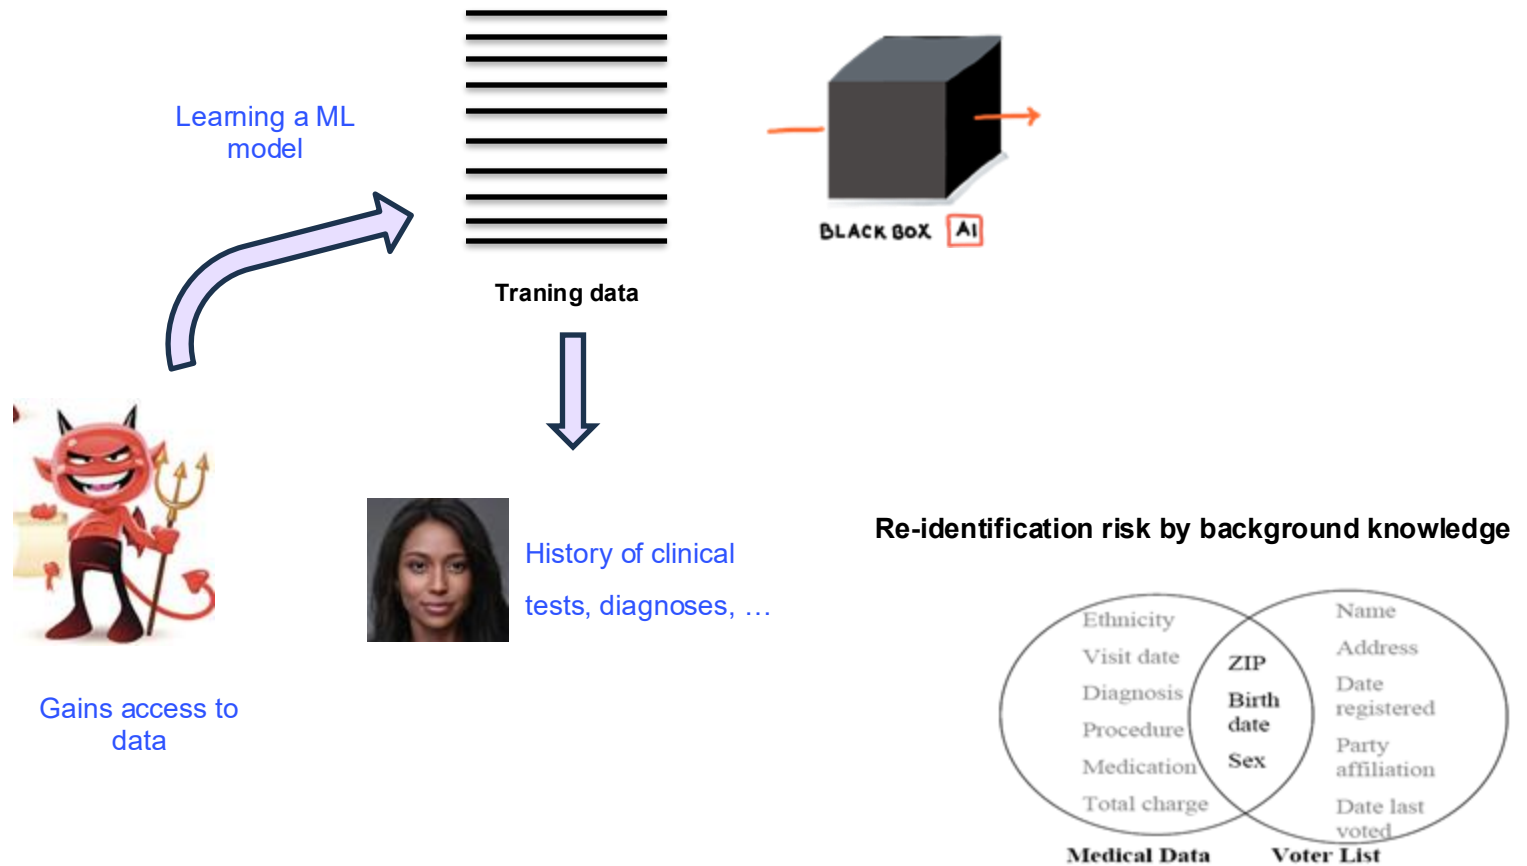 Learning a ML
model
BLACK BOX AI
Traning data
History of clinical
tests, diagnoses, …
Gains access to
data
Re-identification risk by background knowledge
Ethnicity
Visit date
Diagnosis
Procedure
Medication
Total charge
ZIP
Birth
date
Sex
Name
Address
Date
registered
Party
affiliation
Date last
voted
Medical Data
Voter List